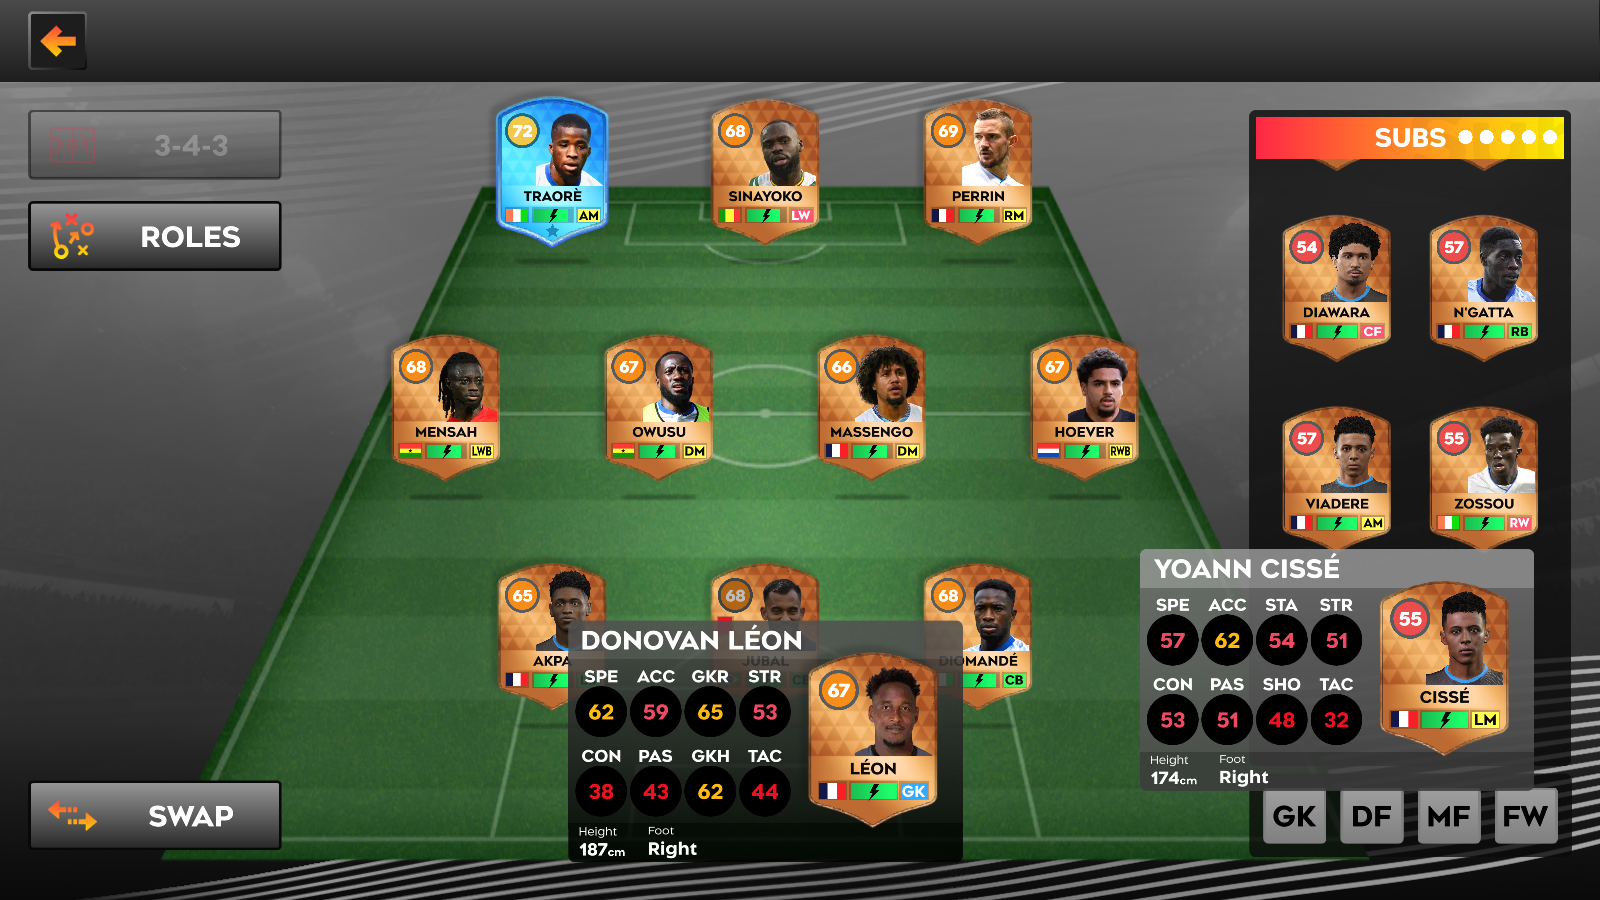 3-4-3
ROLES
SWAP
72
TRAORÈ
AM
68
SINAYOKO
LW
69
PERRIN
RM
68
MENSAH
LWB
67
OWUSU
DM
66
MASSENGO
DM
67
HOEVER
RWB
65
AKPA
68
JUBAL
68
DIOMANDÉ
CB
DONOVAN LÉON
SPE ACC GKR STR
62 59 65 53
CON PAS GKH TAC
38 43 62 44
Height Foot
187cm Right
67
LÉON
GK
SUBS
54
DIAWARA
CF
57
N'GATTA
RB
57
VIADERE
AM
55
ZOSSOU
RW
YOANN CISSÉ
SPE ACC STA STR
57 62 54 51
CON PAS SHO TAC
53 51 48 32
Height Foot
174cm Right
55
CISSÉ
LM
GK DF MF FW